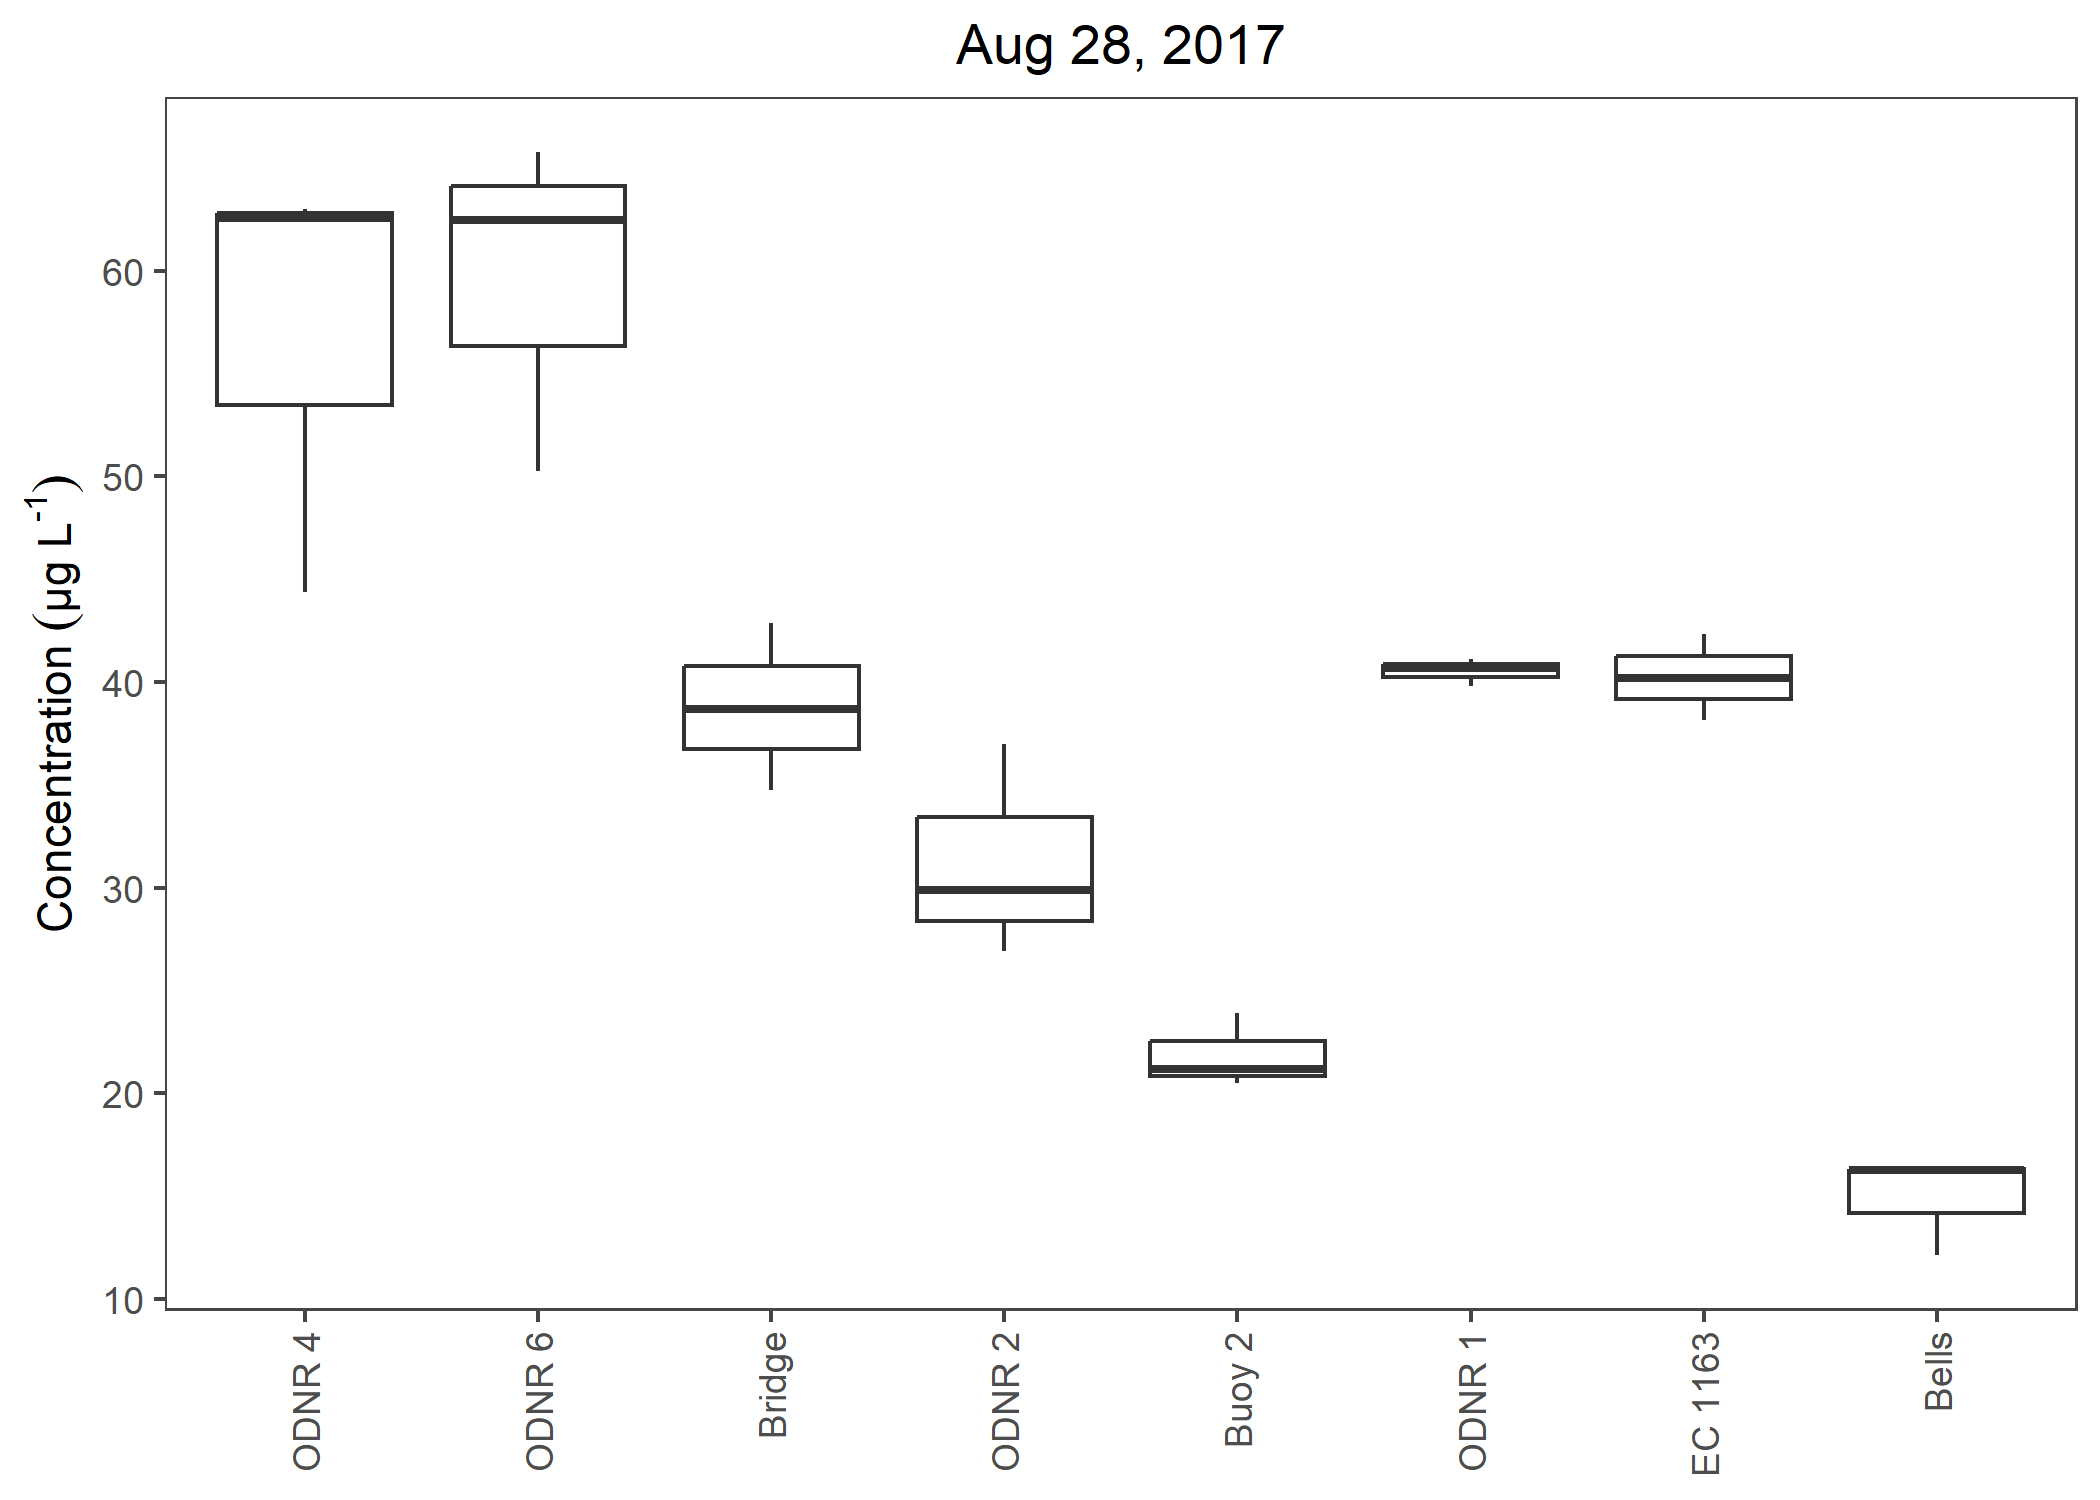 Aug 28, 2017
Concentration (µg L⁻¹)
60
50
40
30
20
10
ODNR 4
ODNR 6
Bridge
ODNR 2
Buoy 2
ODNR 1
EC 1163
Bells